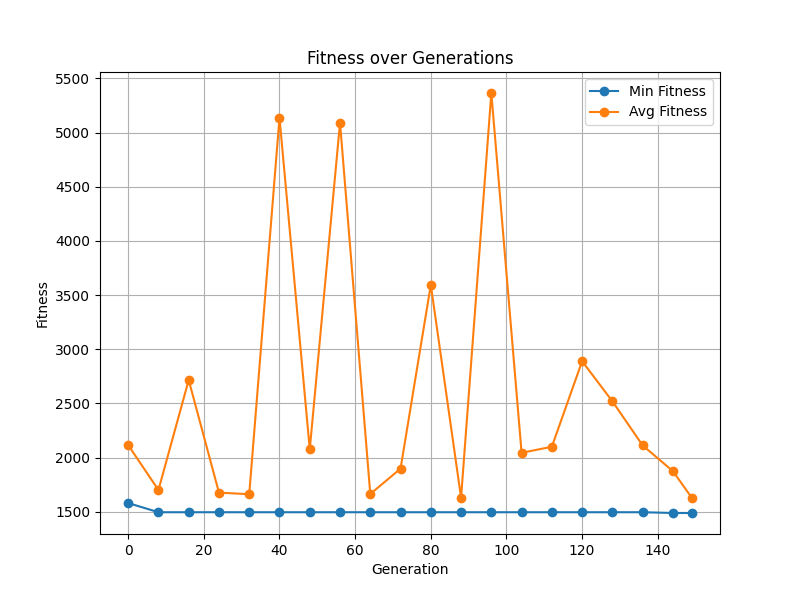 Fitness over Generations
Min Fitness
Avg Fitness
5500
5000
4500
4000
3500
3000
2500
2000
1500
Fitness
0 20 40 60 80 100 120 140
Generation